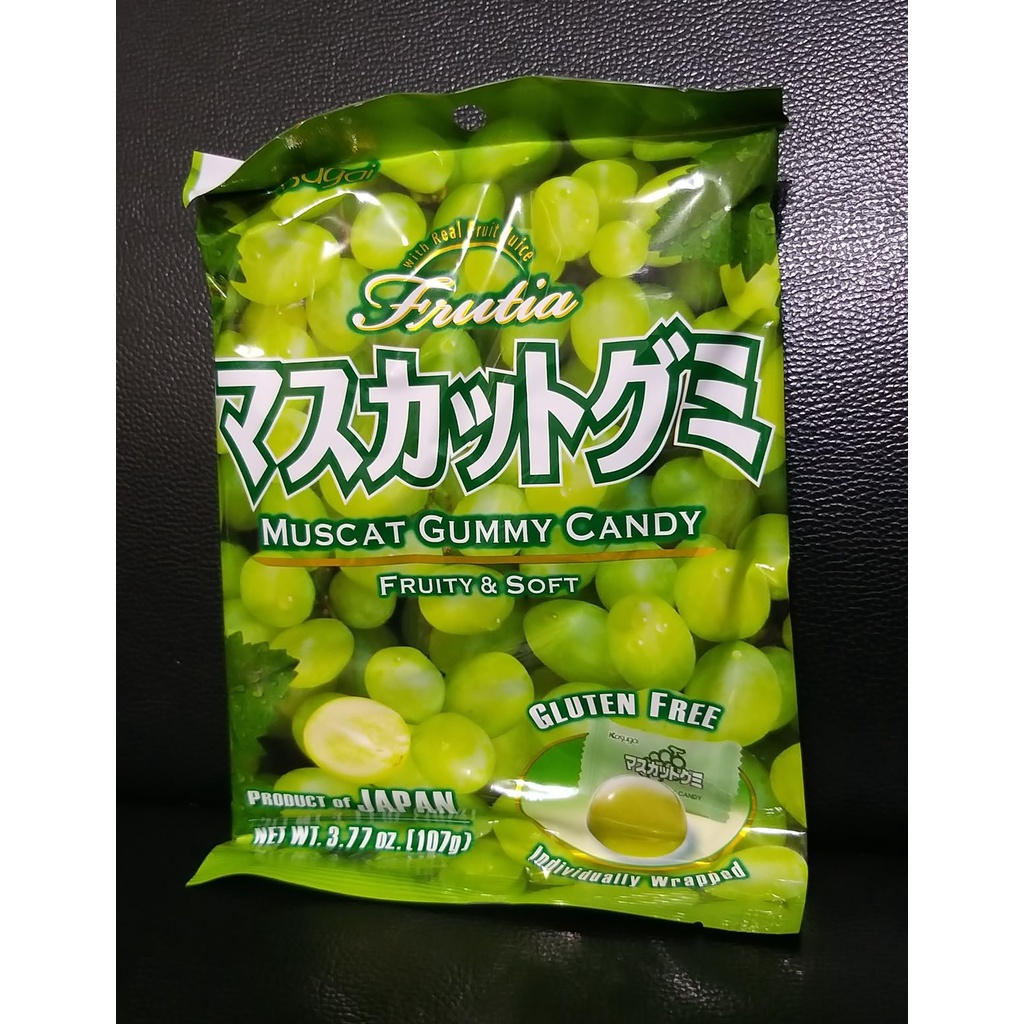 Kasugai
with Real Fruit Juice
Frutia
マスカットグミ
MUSCAT GUMMY CANDY
FRUITY & SOFT
GLUTEN FREE
Kasugai
マスカットグミ
CANDY
PRODUCT of JAPAN
NET WT. 3.77 oz. (107g)
Individually Wrapped